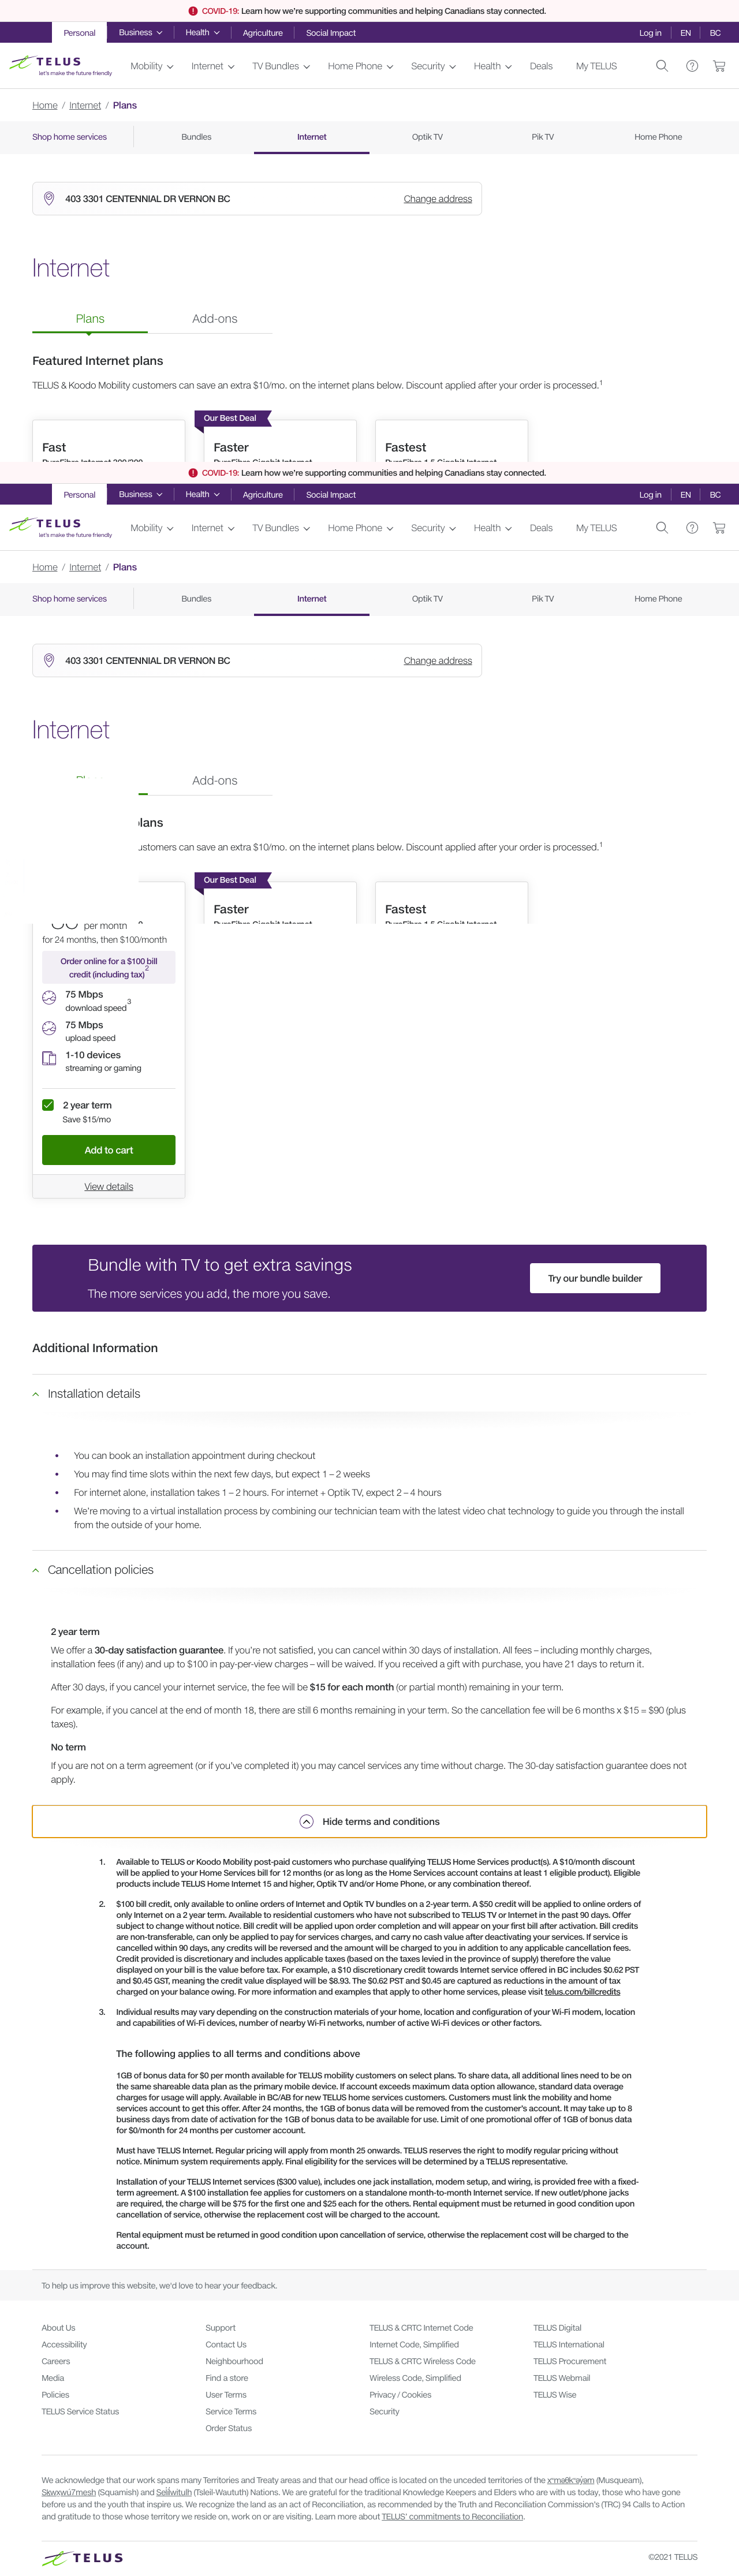 COVID-19: Learn how we're supporting communities and helping Canadians stay connected.
Personal Business Health Agriculture Social Impact Log in EN BC
TELUS let's make the future friendly Mobility Internet TV Bundles Home Phone Security Health Deals My TELUS
Home / Internet / Plans
Shop home services Bundles Internet Optik TV Pik TV Home Phone
403 3301 CENTENNIAL DR VERNON BC Change address
Internet
Plans Add-ons
Featured Internet plans
TELUS & Koodo Mobility customers can save an extra $10/mo. on the internet plans below. Discount applied after your order is processed.1
Our Best Deal
Fast Faster Fastest
COVID-19: Learn how we're supporting communities and helping Canadians stay connected.
Personal Business Health Agriculture Social Impact Log in EN BC
TELUS let's make the future friendly Mobility Internet TV Bundles Home Phone Security Health Deals My TELUS
Home / Internet / Plans
Shop home services Bundles Internet Optik TV Pik TV Home Phone
403 3301 CENTENNIAL DR VERNON BC Change address
Internet
Add-ons
lans
ustomers can save an extra $10/mo. on the internet plans below. Discount applied after your order is processed.1
Our Best Deal
Faster Fastest
per month
for 24 months, then $100/month
Order online for a $100 bill
credit (including tax)2
75 Mbps
download speed3
75 Mbps
upload speed
1-10 devices
streaming or gaming
2 year term
Save $15/mo
Add to cart
View details
Bundle with TV to get extra savings
The more services you add, the more you save.
Try our bundle builder
Additional Information
Installation details
• You can book an installation appointment during checkout
• You may find time slots within the next few days, but expect 1 – 2 weeks
• For internet alone, installation takes 1 – 2 hours. For internet + Optik TV, expect 2 – 4 hours
• We're moving to a virtual installation process by combining our technician team with the latest video chat technology to guide you through the install
from the outside of your home.
Cancellation policies
2 year term
We offer a 30-day satisfaction guarantee. If you're not satisfied, you can cancel within 30 days of installation. All fees – including monthly charges,
installation fees (if any) and up to $100 in pay-per-view charges – will be waived. If you received a gift with purchase, you have 21 days to return it.
After 30 days, if you cancel your internet service, the fee will be $15 for each month (or partial month) remaining in your term.
For example, if you cancel at the end of month 18, there are still 6 months remaining in your term. So the cancellation fee will be 6 months x $15 = $90 (plus
taxes).
No term
If you are not on a term agreement (or if you've completed it) you may cancel services any time without charge. The 30-day satisfaction guarantee does not
apply.
Hide terms and conditions
1. Available to TELUS or Koodo Mobility post-paid customers who purchase qualifying TELUS Home Services product(s). A $10/month discount
will be applied to your Home Services bill for 12 months (or as long as the Home Services account contains at least 1 eligible product). Eligible
products include TELUS Home Internet 15 and higher, Optik TV and/or Home Phone, or any combination thereof.
2. $100 bill credit, only available to online orders of Internet and Optik TV bundles on a 2-year term. A $50 credit will be applied to online orders of
only Internet on a 2 year term. Available to residential customers who have not subscribed to TELUS TV or Internet in the past 90 days. Offer
subject to change without notice. Bill credit will be applied upon order completion and will appear on your first bill after activation. Bill credits
are non-transferable, can only be applied to pay for services charges, and carry no cash value after deactivating your services. If service is
cancelled within 90 days, any credits will be reversed and the amount will be charged to you in addition to any applicable cancellation fees.
Credit provided is discretionary and includes applicable taxes (based on the taxes levied in the province of supply) therefore the value
displayed on your bill is the value before tax. For example, a $10 discretionary credit towards Internet service offered in BC includes $0.62 PST
and $0.45 GST, meaning the credit value displayed will be $8.93. The $0.62 PST and $0.45 are captured as reductions in the amount of tax
charged on your balance owing. For more information and examples that apply to other home services, please visit telus.com/billcredits
3. Individual results may vary depending on the construction materials of your home, location and configuration of your Wi-Fi modem, location
and capabilities of Wi-Fi devices, number of nearby Wi-Fi networks, number of active Wi-Fi devices or other factors.
The following applies to all terms and conditions above
1GB of bonus data for $0 per month available for TELUS mobility customers on select plans. To share data, all additional lines need to be on
the same shareable data plan as the primary mobile device. If account exceeds maximum data option allowance, standard data overage
charges for usage will apply. Available in BC/AB for new TELUS home services customers. Customers must link the mobility and home
services account to get this offer. After 24 months, the 1GB of bonus data will be removed from the customer's account. It may take up to 8
business days from date of activation for the 1GB of bonus data to be available for use. Limit of one promotional offer of 1GB of bonus data
for $0/month for 24 months per customer account.
Must have TELUS Internet. Regular pricing will apply from month 25 onwards. TELUS reserves the right to modify regular pricing without
notice. Minimum system requirements apply. Final eligibility for the services will be determined by a TELUS representative.
Installation of your TELUS Internet services ($300 value), includes one jack installation, modem setup, and wiring, is provided free with a fixed-
term agreement. A $100 installation fee applies for customers on a standalone month-to-month Internet service. If new outlet/phone jacks
are required, the charge will be $75 for the first one and $25 each for the others. Rental equipment must be returned in good condition upon
cancellation of service, otherwise the replacement cost will be charged to the account.
Rental equipment must be returned in good condition upon cancellation of service, otherwise the replacement cost will be charged to the
account.
To help us improve this website, we'd love to hear your feedback.
About Us Support TELUS & CRTC Internet Code TELUS Digital
Accessibility Contact Us Internet Code, Simplified TELUS International
Careers Neighbourhood TELUS & CRTC Wireless Code TELUS Procurement
Media Find a store Wireless Code, Simplified TELUS Webmail
Policies User Terms Privacy / Cookies TELUS Wise
TELUS Service Status Service Terms Security
Order Status
We acknowledge that our work spans many Territories and Treaty areas and that our head office is located on the unceded territories of the xʷməθkʷəy̓əm (Musqueam),
Skwxwú7mesh (Squamish) and Sel̓íl̓witulh (Tsleil-Waututh) Nations. We are grateful for the traditional Knowledge Keepers and Elders who are with us today, those who have gone
before us and the youth that inspire us. We recognize the land as an act of Reconciliation, as recommended by the Truth and Reconciliation Commission's (TRC) 94 Calls to Action
and gratitude to those whose territory we reside on, work on or are visiting. Learn more about TELUS' commitments to Reconciliation.
TELUS ©2021 TELUS